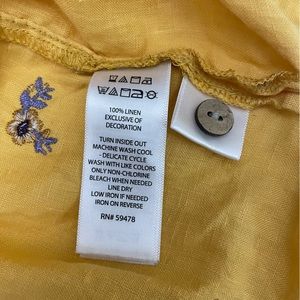 100% LINEN
EXCLUSIVE OF
DECORATION
TURN INSIDE OUT
MACHINE WASH COOL
- DELICATE CYCLE
WASH WITH LIKE COLORS
ONLY NON-CHLORINE
BLEACH WHEN NEEDED
LINE DRY
LOW IRON IF NEEDED
IRON ON REVERSE
RN# 59478